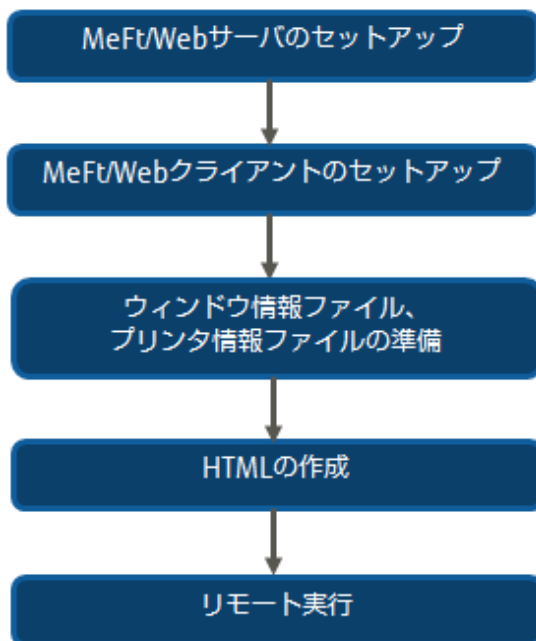 MeFt/Webサーバのセットアップ
MeFt/Webクライアントのセットアップ
ウィンドウ情報ファイル、
プリンタ情報ファイルの準備
HTMLの作成
リモート実行